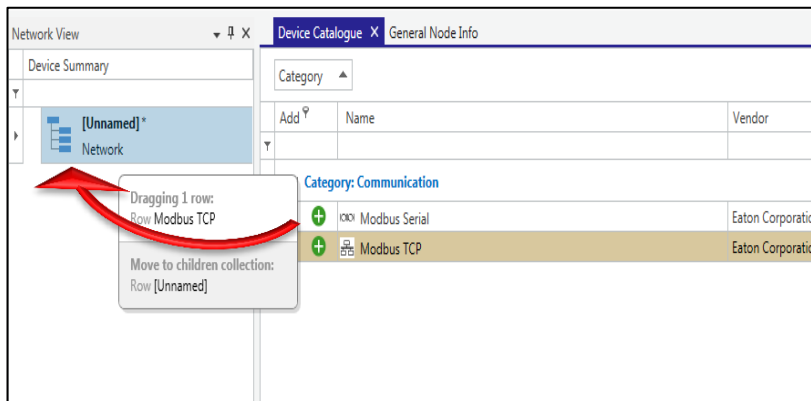 Network View
Device Summary
[Unnamed] *
Network
Device Catalogue X General Node Info
Category
Add Name Vendor
Category: Communication
Modbus Serial Eaton Corporatio
Modbus TCP Eaton Corporatio
Dragging 1 row:
Row Modbus TCP
Move to children collection:
Row [Unnamed]